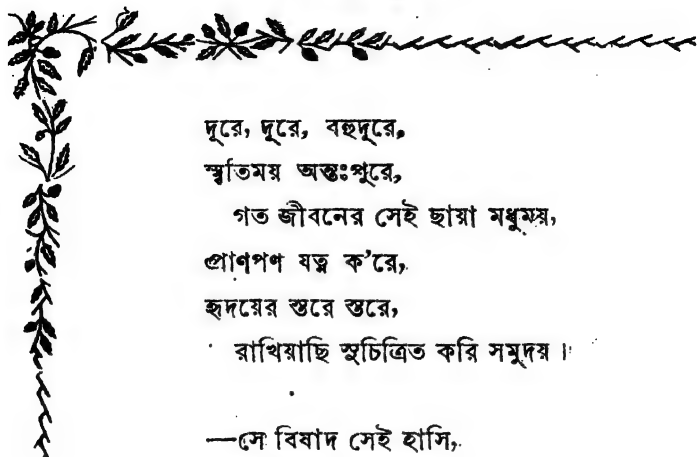 দূরে, দূরে, বহুদূরে,
স্মৃতিময় অন্তঃপুরে,
গত জীবনের সেই ছায়া মধুময়,
প্রাণপণ যত্ন ক'রে,
হৃদয়ের স্তরে স্তরে,
রাখিয়াছি সুচিত্রিত করি সমুদয়।
—সে বিষাদ সেই হাসি,